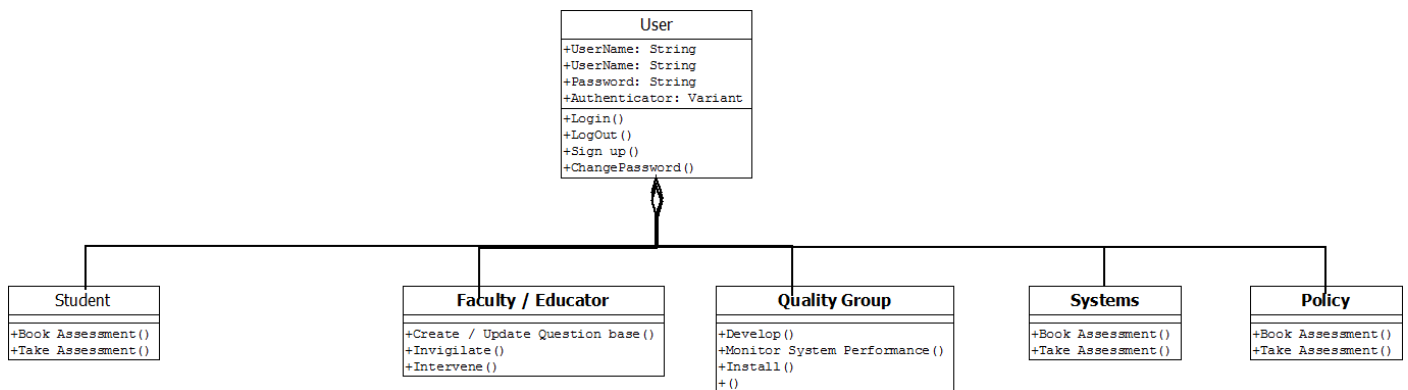 User
+UserName: String
+UserName: String
+Password: String
+Authenticator: Variant
+Login()
+LogOut()
+Sign up()
+ChangePassword()
Student
+Book Assessment()
+Take Assessment()
Faculty / Educator
+Create / Update Question base()
+Invigilate()
+Intervene()
Quality Group
+Develop()
+Monitor System Performance()
+Install()
+()
Systems
+Book Assessment()
+Take Assessment()
Policy
+Book Assessment()
+Take Assessment()